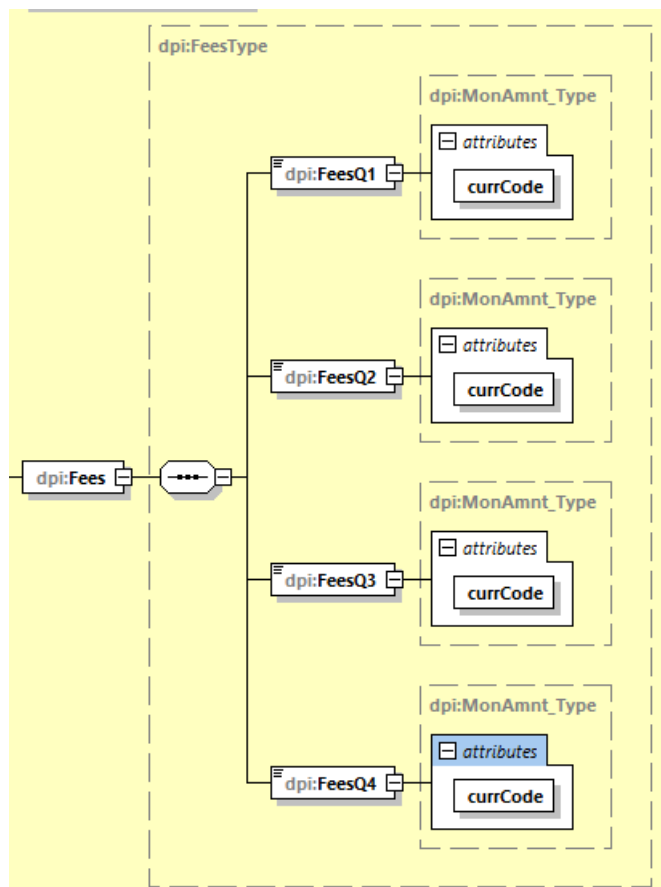 dpi:FeesType
dpi:MonAmnt_Type
attributes
dpi:FeesQ1
currCode
dpi:MonAmnt_Type
attributes
dpi:FeesQ2
currCode
dpi:Fees
dpi:MonAmnt_Type
attributes
dpi:FeesQ3
currCode
dpi:MonAmnt_Type
attributes
dpi:FeesQ4
currCode